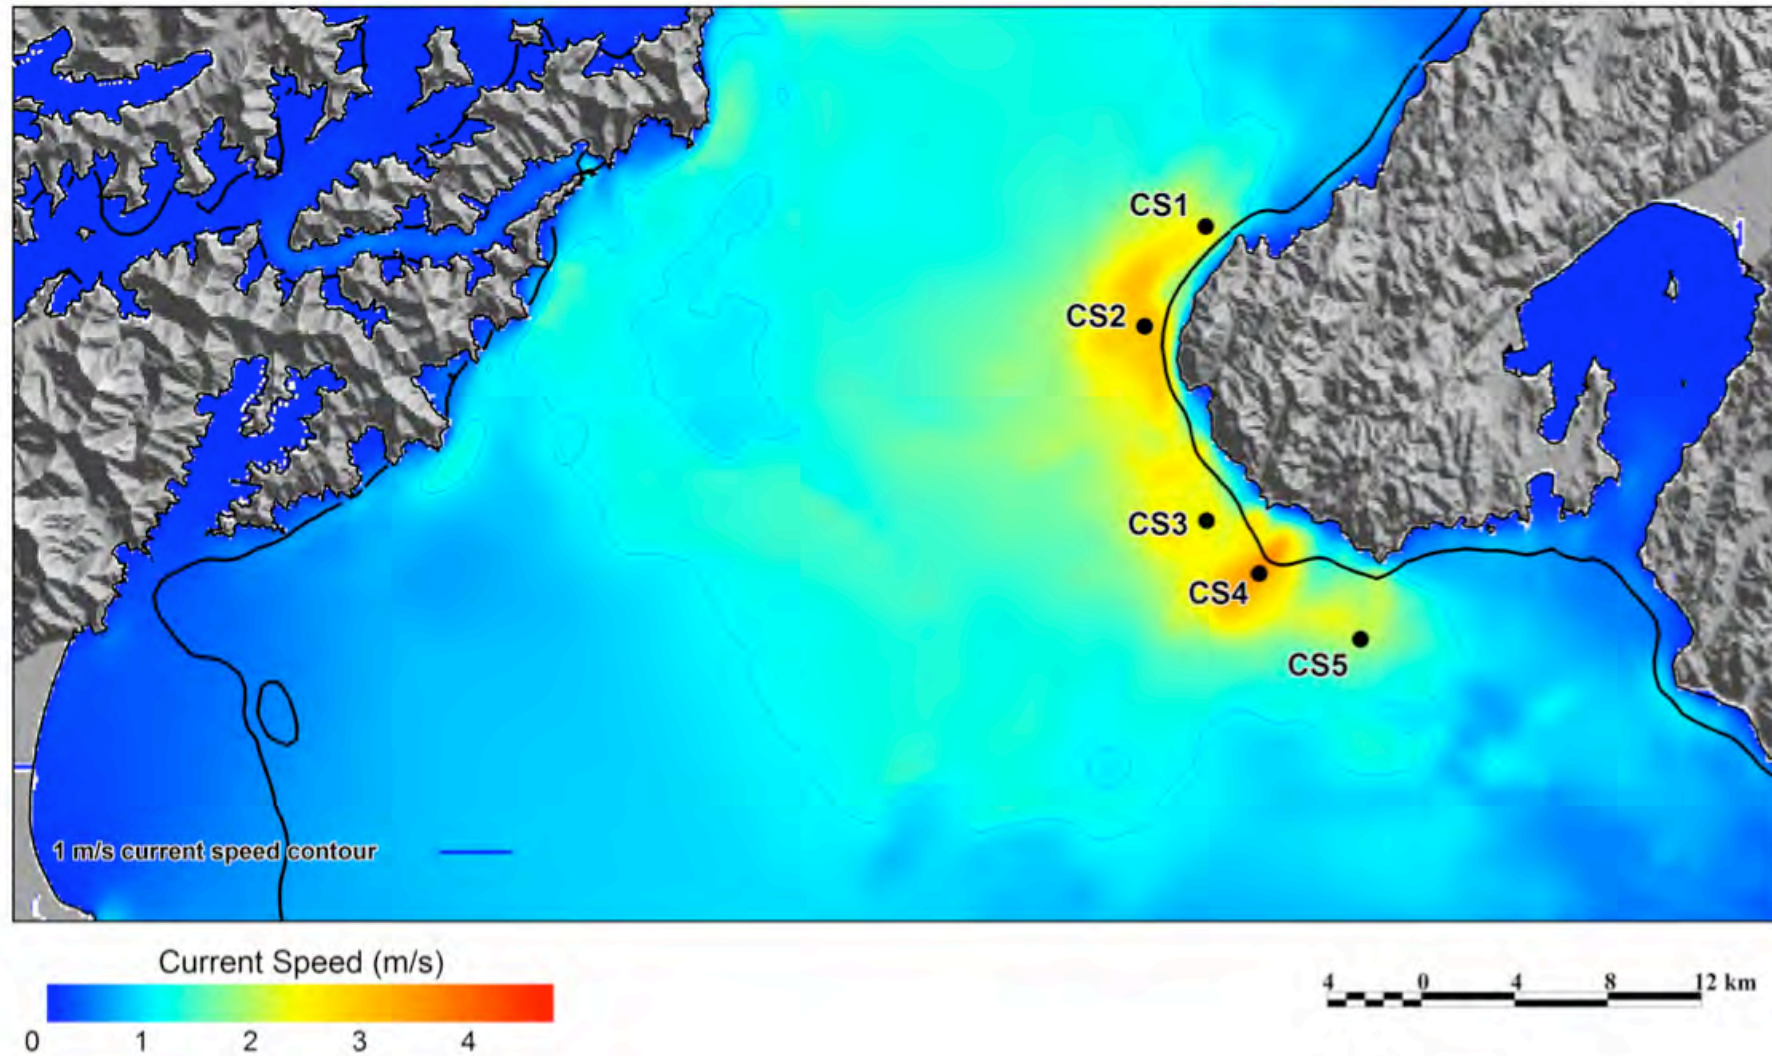 CS1
CS2
CS3
CS4
CS5
1 m/s current speed contour
Current Speed (m/s)
0 1 2 3 4
4 0 4 8 12 km